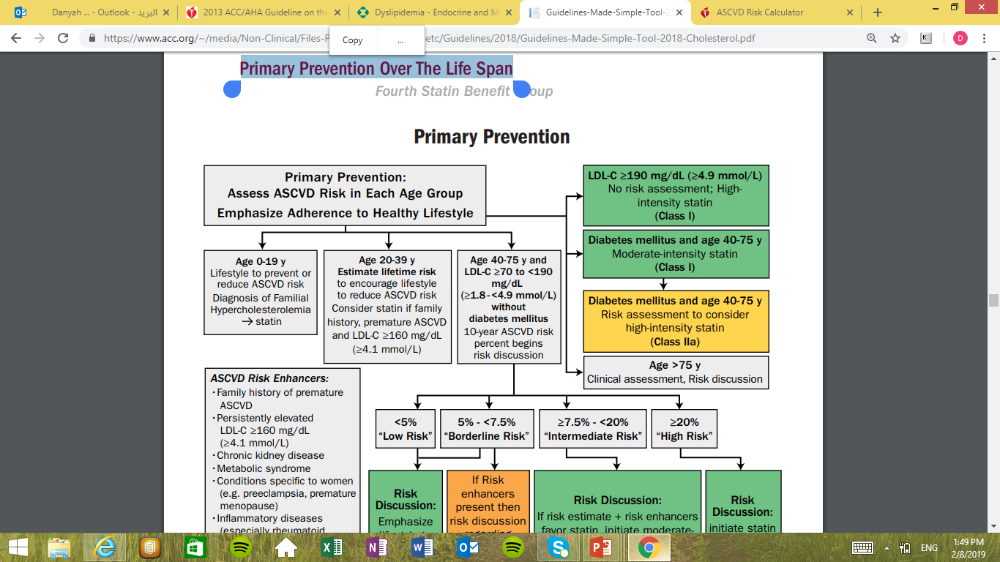 Danyah ... - Outlook - البريد
2013 ACC/AHA Guideline on the
Dyslipidemia - Endocrine and M
Guidelines-Made-Simple-Tool-2
ASCVD Risk Calculator
https://www.acc.org/~/media/Non-Clinical/Files-P
etc/Guidelines/2018/Guidelines-Made-Simple-Tool-2018-Cholesterol.pdf
Copy
...
Primary Prevention Over The Life Span
Fourth Statin Benefit
oup
Primary Prevention
Primary Prevention:
Assess ASCVD Risk in Each Age Group
Emphasize Adherence to Healthy Lifestyle
LDL-C ≥190 mg/dL (≥4.9 mmol/L)
No risk assessment; High-
intensity statin
(Class I)
Diabetes mellitus and age 40-75 y
Moderate-intensity statin
(Class I)
Diabetes mellitus and age 40-75 y
Risk assessment to consider
high-intensity statin
(Class IIa)
Age >75 y
Clinical assessment, Risk discussion
Age 0-19 y
Lifestyle to prevent or
reduce ASCVD risk
Diagnosis of Familial
Hypercholesterolemia
→ statin
Age 20-39 y
Estimate lifetime risk
to encourage lifestyle
to reduce ASCVD risk
Consider statin if family
history, premature ASCVD
and LDL-C ≥160 mg/dL
(≥4.1 mmol/L)
Age 40-75 y and
LDL-C ≥70 to <190
mg/dL
(≥1.8-<4.9 mmol/L)
without
diabetes mellitus
10-year ASCVD risk
percent begins
risk discussion
ASCVD Risk Enhancers:
· Family history of premature
ASCVD
· Persistently elevated
LDL-C ≥160 mg/dL
(≥4.1 mmol/L)
· Chronic kidney disease
· Metabolic syndrome
· Conditions specific to women
(e.g. preeclampsia, premature
menopause)
· Inflammatory diseases
(especially rheumatoid
<5%
“Low Risk”
5% - <7.5%
“Borderline Risk”
≥7.5% - <20%
“Intermediate Risk”
≥20%
“High Risk”
Risk
Discussion:
Emphasize
If Risk
enhancers
present then
risk discussion
regarding
Risk Discussion:
If risk estimate + risk enhancers
favor statin, initiate moderate-
Risk
Discussion:
initiate statin
ENG
1:49 PM
2/8/2019